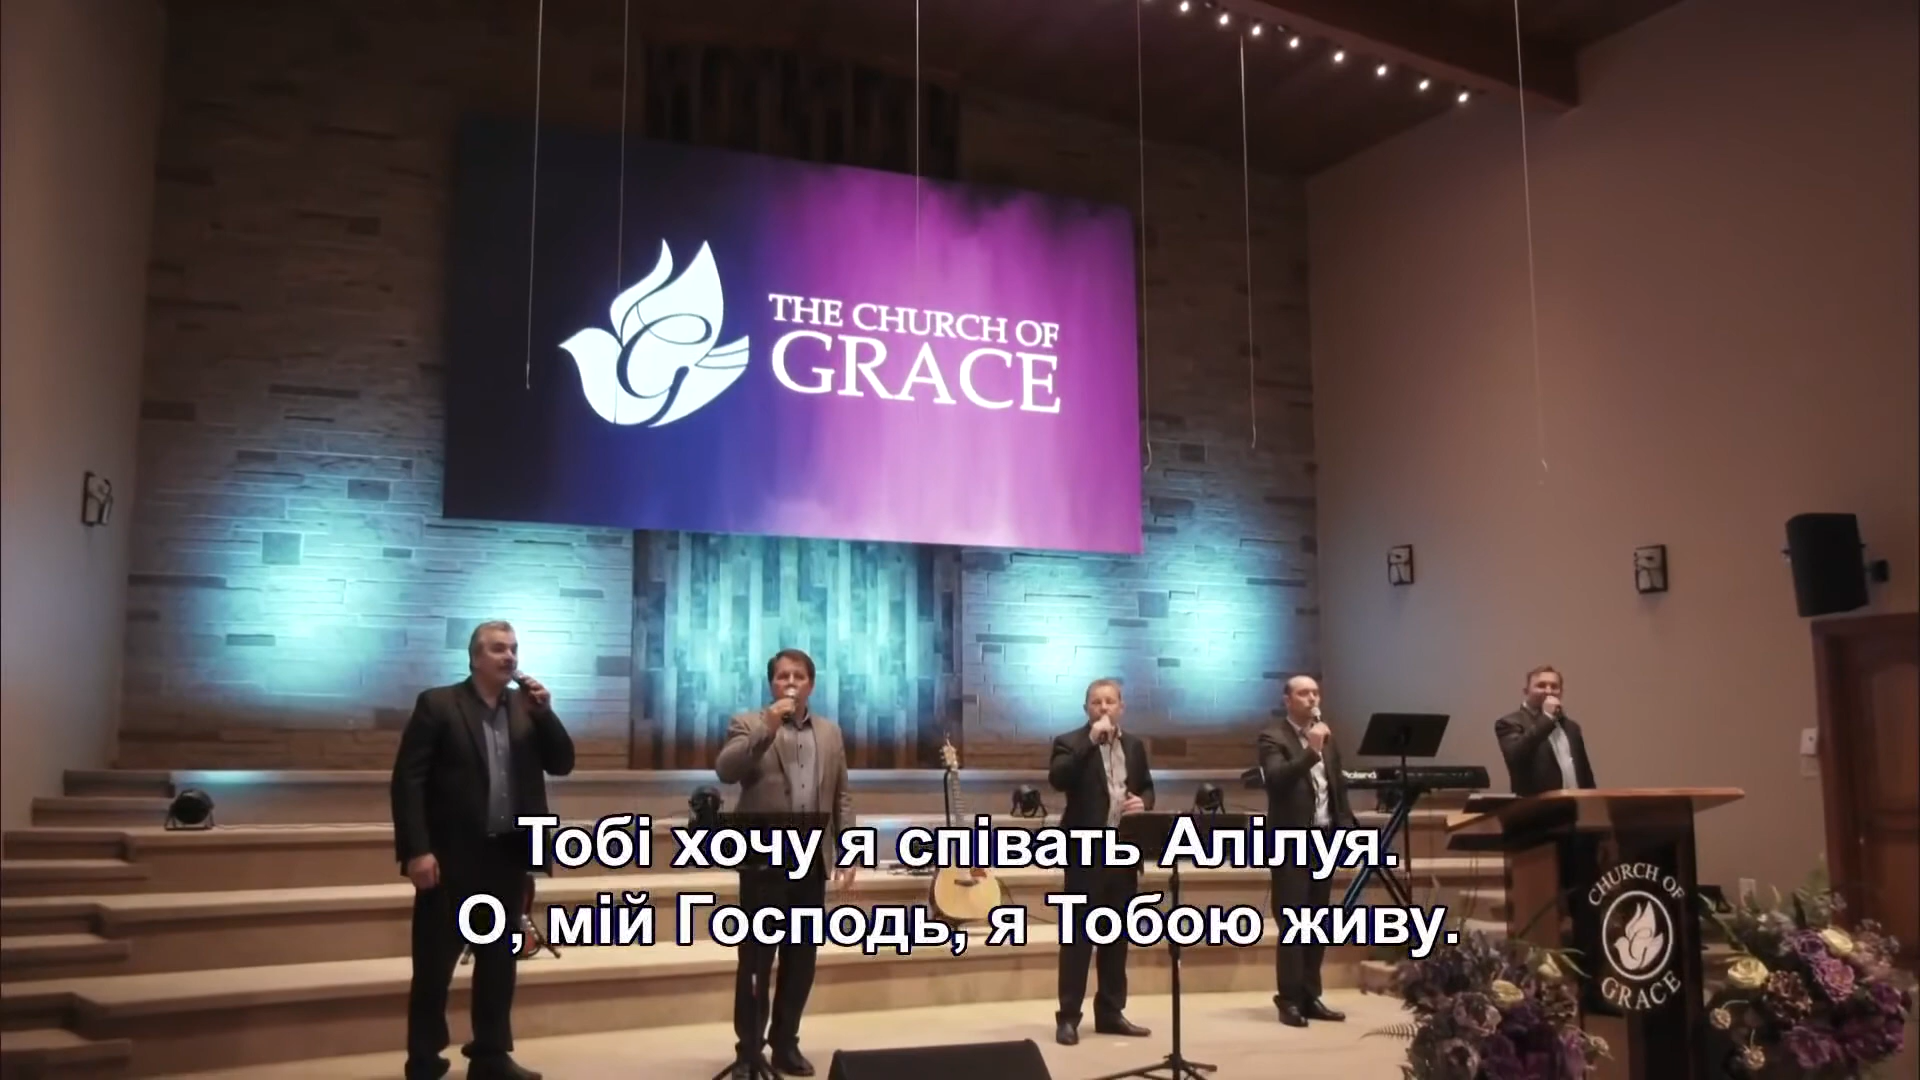 THE CHURCH OF
GRACE
Roland
Тобі хочу я співать Алілуя.
О, мій Господь, я Тобою живу.
CHURCH OF
GRACE